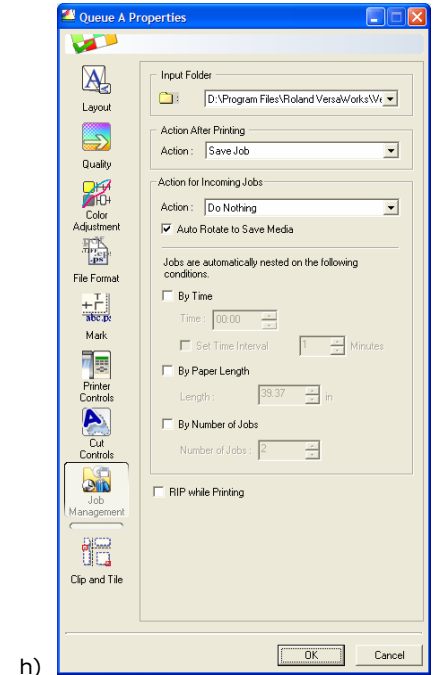 Queue A Properties
Layout
Quality
Color
Adjustment
.ps
File Format
T
abc.p
Mark
Printer
Controls
A
Cut
Controls
Job
Management
Clip and Tile
Input Folder
: D:\Program Files\Roland VersaWorks\Ve
Action After Printing
Action : Save Job
Action for Incoming Jobs
Action : Do Nothing
Auto Rotate to Save Media
Jobs are automatically nested on the following
conditions.
By Time
Time : 00:00
Set Time Interval 1 Minutes
By Paper Length
Length : 39.37 in
By Number of Jobs
Number of Jobs : 2
RIP while Printing
OK Cancel
h)